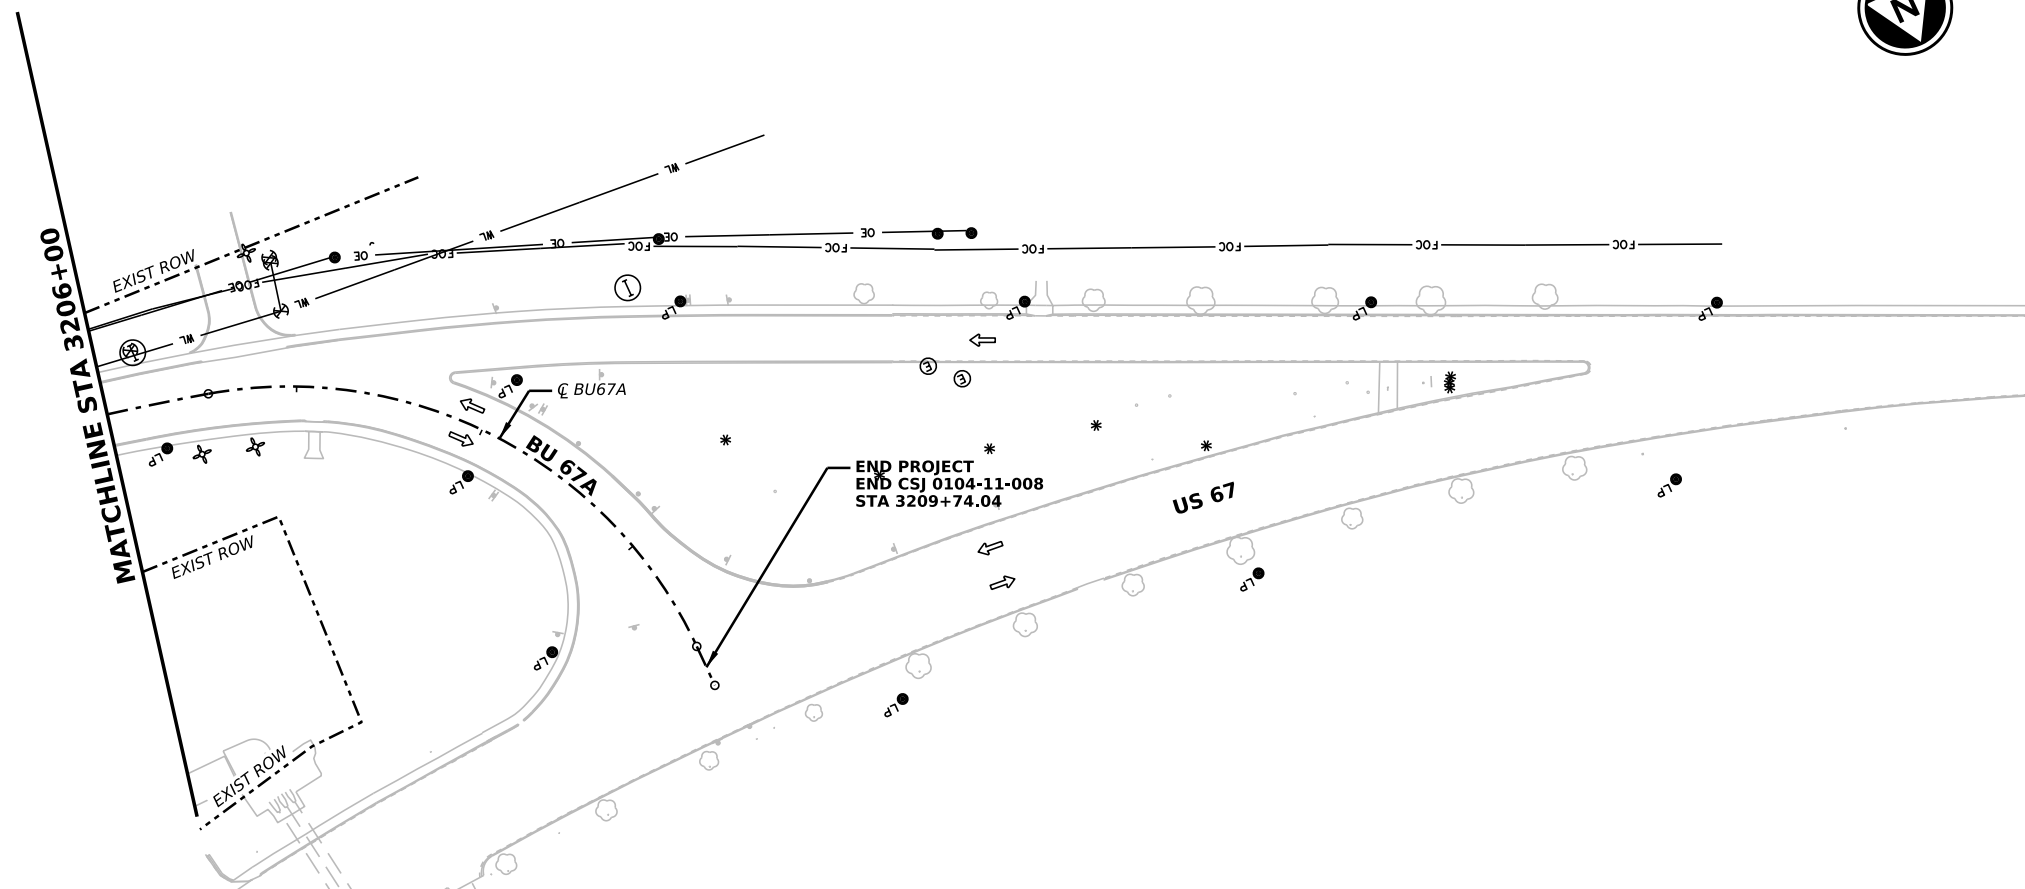 N
MATCHLINE STA 3206+00
EXIST ROW
WL
WL
WL
WL
OE
OE
OE
OE
OE
FOC
FOC
FOC
FOC
FOC
FOC
FOC
FOC
I
I
LP
LP
LP
LP
E
E
LP
℄ BU67A
BU 67A
LP
LP
END PROJECT
END CSJ 0104-11-008
STA 3209+74.04
US 67
LP
LP
LP
LP
EXIST ROW
EXIST ROW